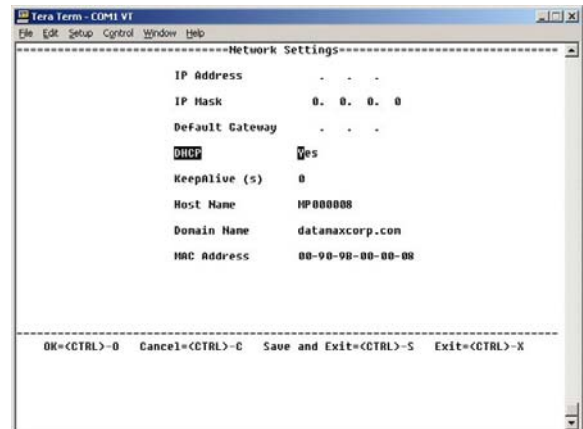 Tera Term - COM1 VT
File Edit Setup Control Window Help
============================Network Settings=============================
IP Address . . .
IP Mask 0. 0. 0. 0
Default Gateway . . .
DHCP Yes
KeepAlive (s) 0
Host Name MP000008
Domain Name datamaxcorp.com
MAC Address 00-90-9B-00-00-08
-------------------------------------------------------------------------
OK=<CTRL>-O Cancel=<CTRL>-C Save and Exit=<CTRL>-S Exit=<CTRL>-X